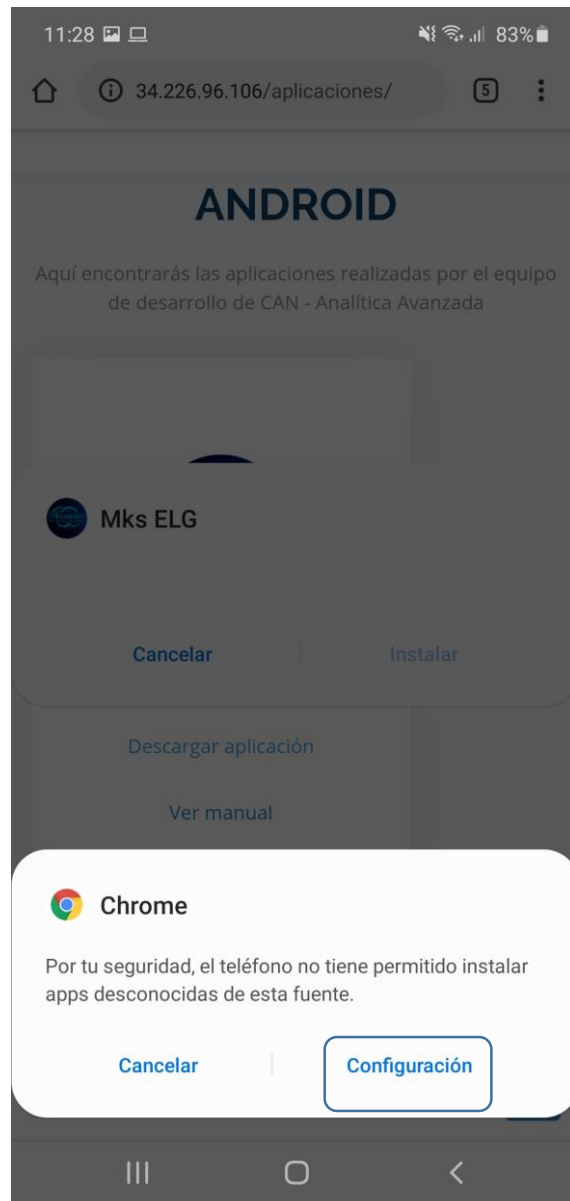 11:28
83%
34.226.96.106/aplicaciones/
5
ANDROID
Aquí encontrarás las aplicaciones realizadas por el equipo
de desarrollo de CAN - Analítica Avanzada
Mks ELG
Cancelar
Instalar
Descargar aplicación
Ver manual
Chrome
Por tu seguridad, el teléfono no tiene permitido instalar
apps desconocidas de esta fuente.
Cancelar
Configuración